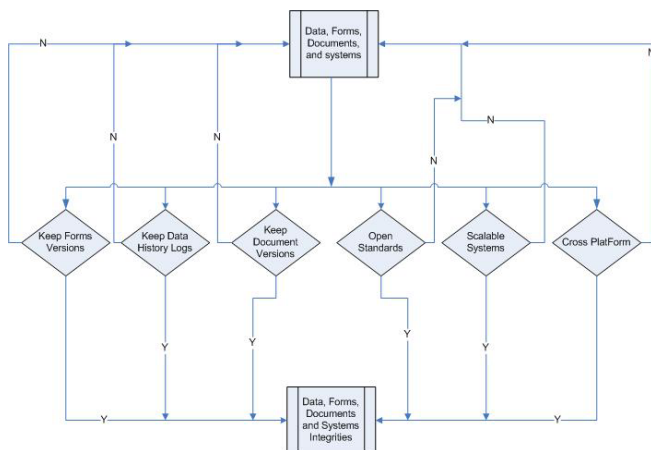 Data, Forms,
Documents,
and systems
N
N
N
N
N
N
Keep Forms
Versions
Keep Data
History Logs
Keep
Document
Versions
Open
Standards
Scalable
Systems
Cross PlatForm
Y
Y
Y
Y
Y
Y
Data, Forms,
Documents
and Systems
Integrities